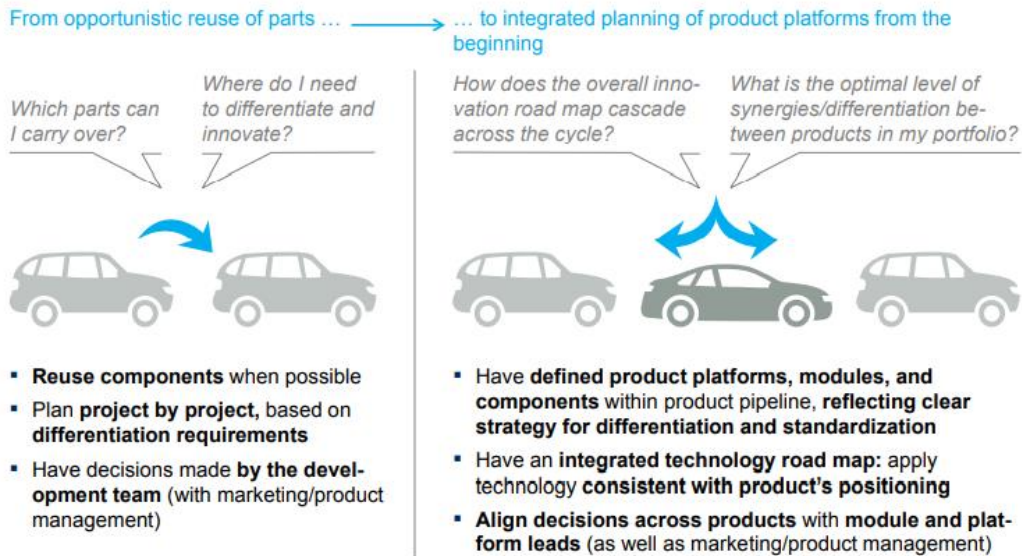 From opportunistic reuse of parts …
… to integrated planning of product platforms from the
beginning
Which parts can
I carry over?
Where do I need
to differentiate and
innovate?
How does the overall inno-
vation road map cascade
across the cycle?
What is the optimal level of
synergies/differentiation be-
tween products in my portfolio?
▪ Reuse components when possible
▪ Plan project by project, based on
differentiation requirements
▪ Have decisions made by the devel-
opment team (with marketing/product
management)
▪ Have defined product platforms, modules, and
components within product pipeline, reflecting clear
strategy for differentiation and standardization
▪ Have an integrated technology road map: apply
technology consistent with product's positioning
▪ Align decisions across products with module and plat-
form leads (as well as marketing/product management)